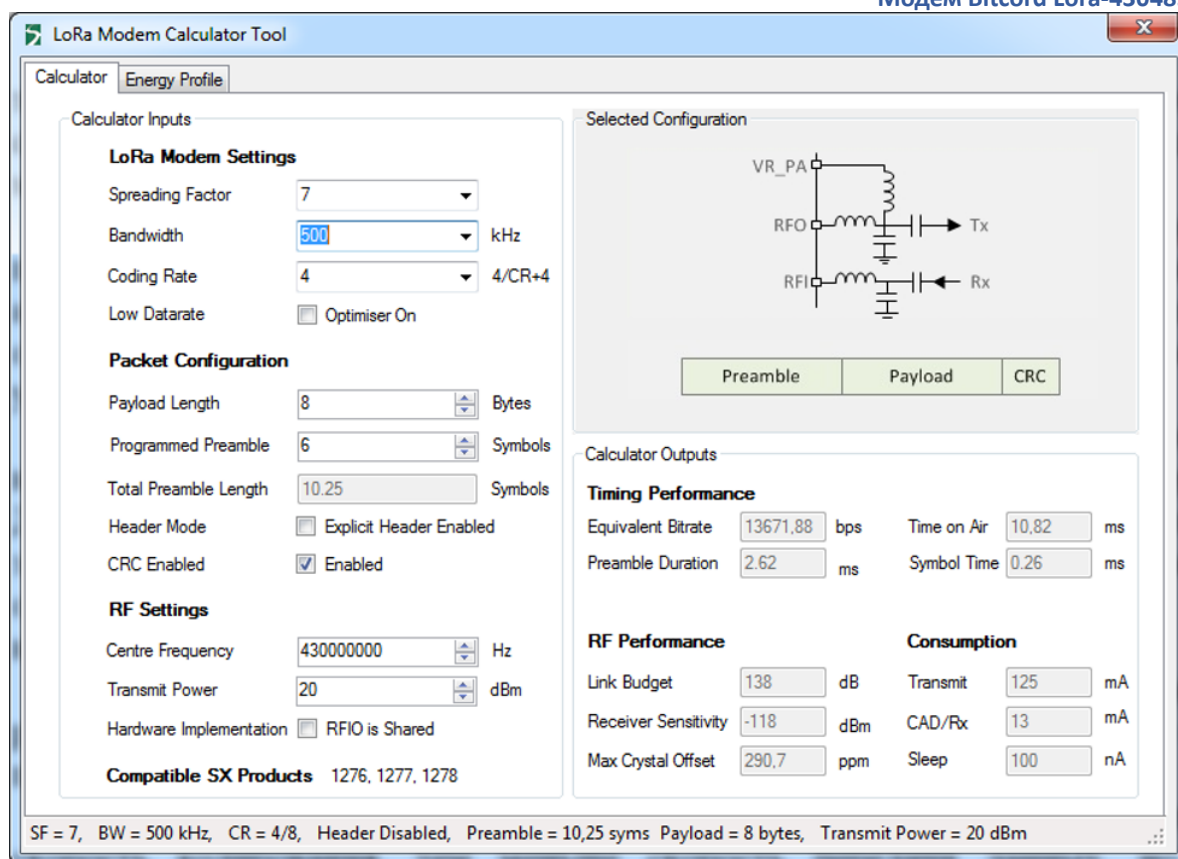 Модем Bitcord Lora-43048
LoRa Modem Calculator Tool
Calculator
Energy Profile
Calculator Inputs
LoRa Modem Settings
Spreading Factor 7
Bandwidth 500 kHz
Coding Rate 4 4/CR+4
Low Datarate Optimiser On
Packet Configuration
Payload Length 8 Bytes
Programmed Preamble 6 Symbols
Total Preamble Length 10.25 Symbols
Header Mode Explicit Header Enabled
CRC Enabled Enabled
RF Settings
Centre Frequency 430000000 Hz
Transmit Power 20 dBm
Hardware Implementation RFIO is Shared
Compatible SX Products 1276, 1277, 1278
Selected Configuration
VR_PA
RFO Tx
RFI Rx
Preamble Payload CRC
Calculator Outputs
Timing Performance
Equivalent Bitrate 13671,88 bps Time on Air 10,82 ms
Preamble Duration 2.62 ms Symbol Time 0.26 ms
RF Performance Consumption
Link Budget 138 dB Transmit 125 mA
Receiver Sensitivity -118 dBm CAD/Rx 13 mA
Max Crystal Offset 290,7 ppm Sleep 100 nA
SF = 7, BW = 500 kHz, CR = 4/8, Header Disabled, Preamble = 10,25 syms Payload = 8 bytes, Transmit Power = 20 dBm